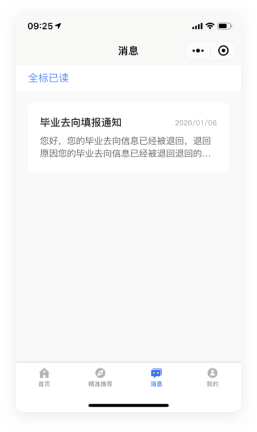 09:25
消息
全标已读
毕业去向填报通知
2020/01/06
您好，您的毕业去向信息已经被退回，退回
原因您的毕业去向信息已经被退回退回的...
首页
精准推荐
消息
我的